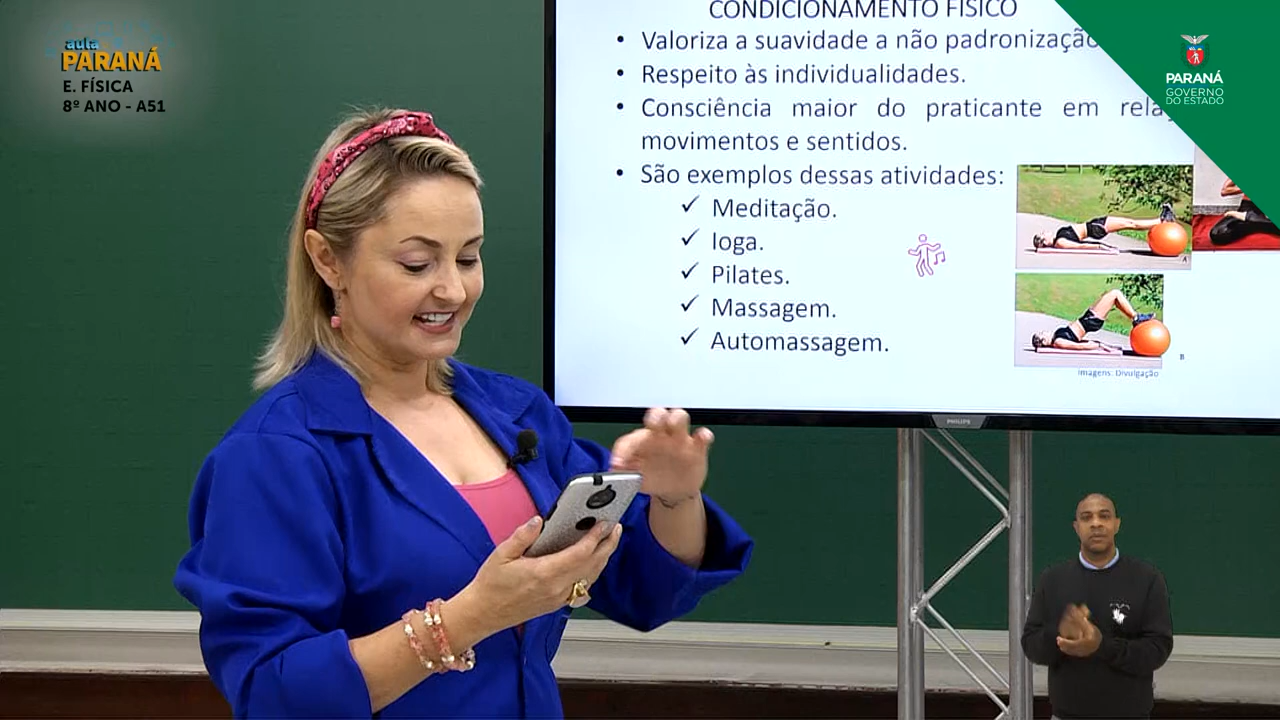 aula
PARANÁ
E. FÍSICA
8º ANO - A51
CONDICIONAMENTO FÍSICO
• Valoriza a suavidade a não padronização
• Respeito às individualidades.
• Consciência maior do praticante em
movimentos e sentidos.
• São exemplos dessas atividades:
✓ Meditação.
✓ Ioga.
✓ Pilates.
✓ Massagem.
✓ Automassagem.
A
B
Imagens: Divulgação
PHILIPS
PARANÁ
GOVERNO
DO ESTADO